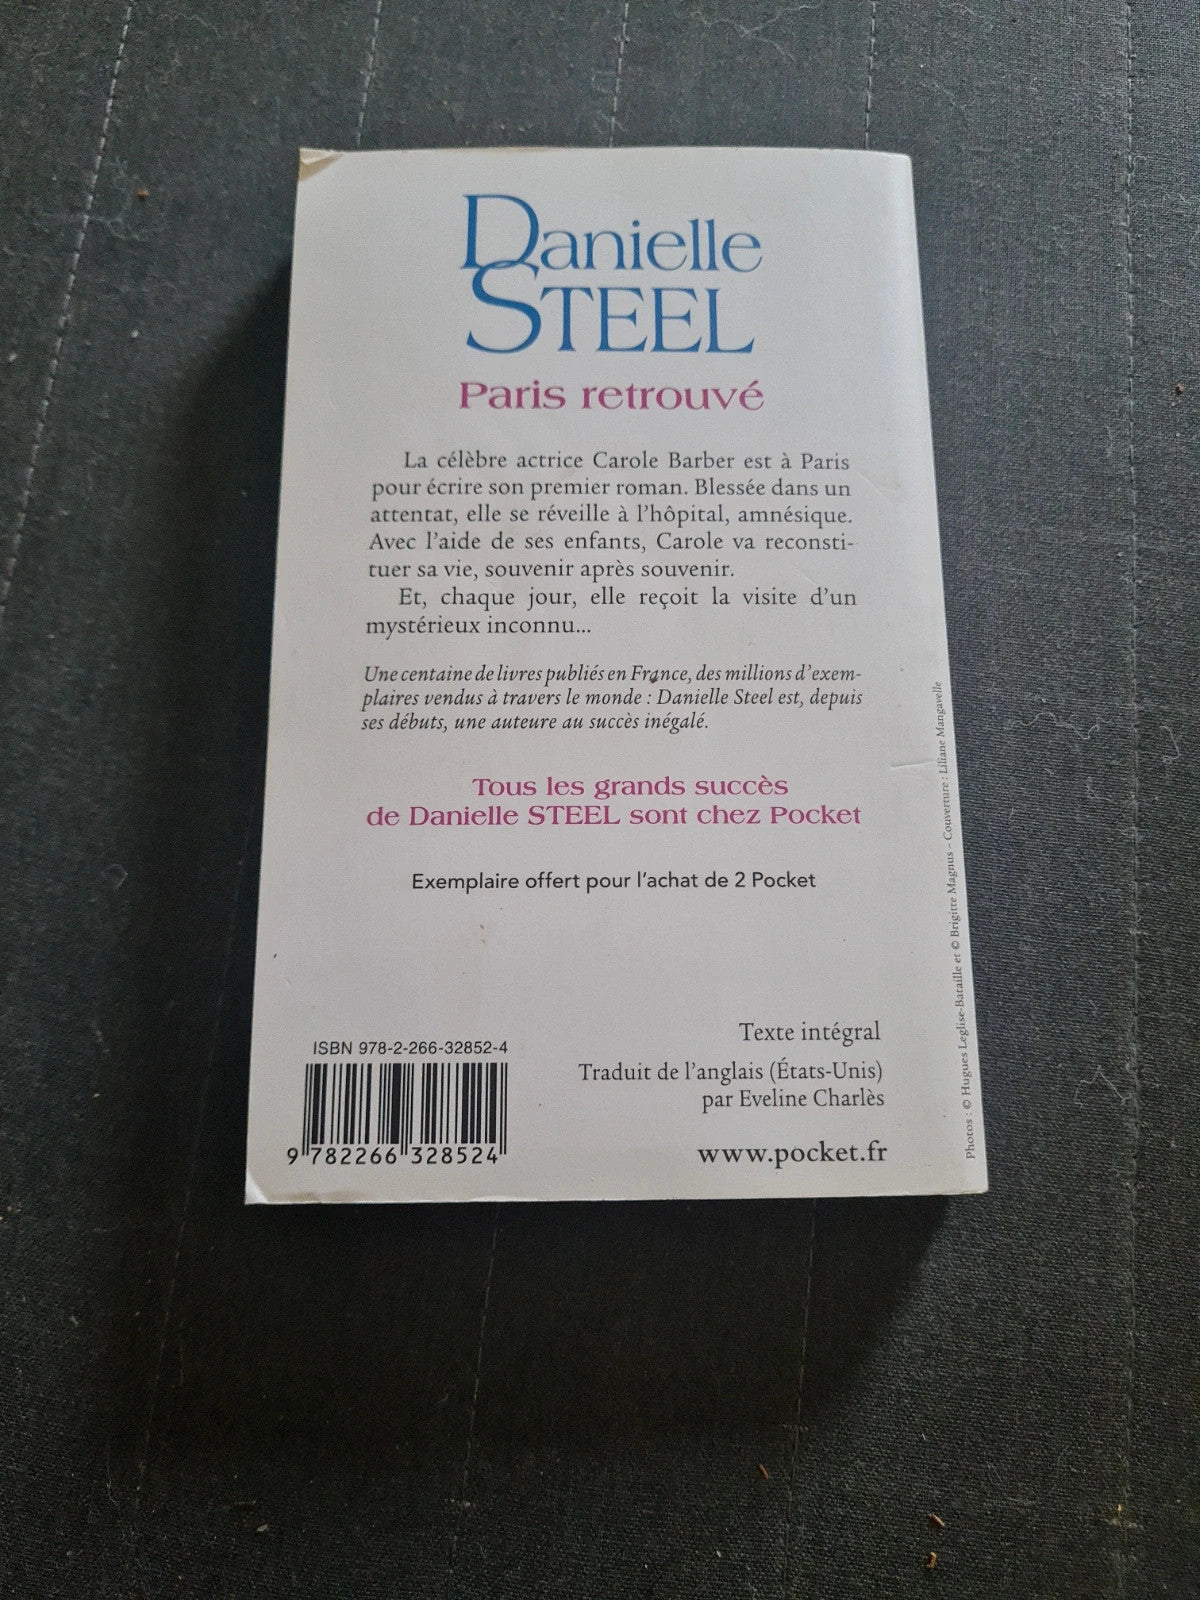 Danielle
STEEL
Paris retrouvé
La célèbre actrice Carole Barber est à Paris
pour écrire son premier roman. Blessée dans un
attentat, elle se réveille à l'hôpital, amnésique.
Avec l'aide de ses enfants, Carole va reconsti-
tuer sa vie, souvenir après souvenir.
Et, chaque jour, elle reçoit la visite d'un
mystérieux inconnu...
Une centaine de livres publiés en France, des millions d'exem-
plaires vendus à travers le monde : Danielle Steel est, depuis
ses débuts, une auteure au succès inégalé.
Tous les grands succès
de Danielle STEEL sont chez Pocket
Exemplaire offert pour l'achat de 2 Pocket
Texte intégral
Traduit de l'anglais (États-Unis)
par Eveline Charlès
www.pocket.fr
ISBN 978-2-266-32852-4
9 782266 328524
Photos : © Hugues Leglise-Bataille et © Brigitte Magnus – Couverture : Liliane Mangavelle